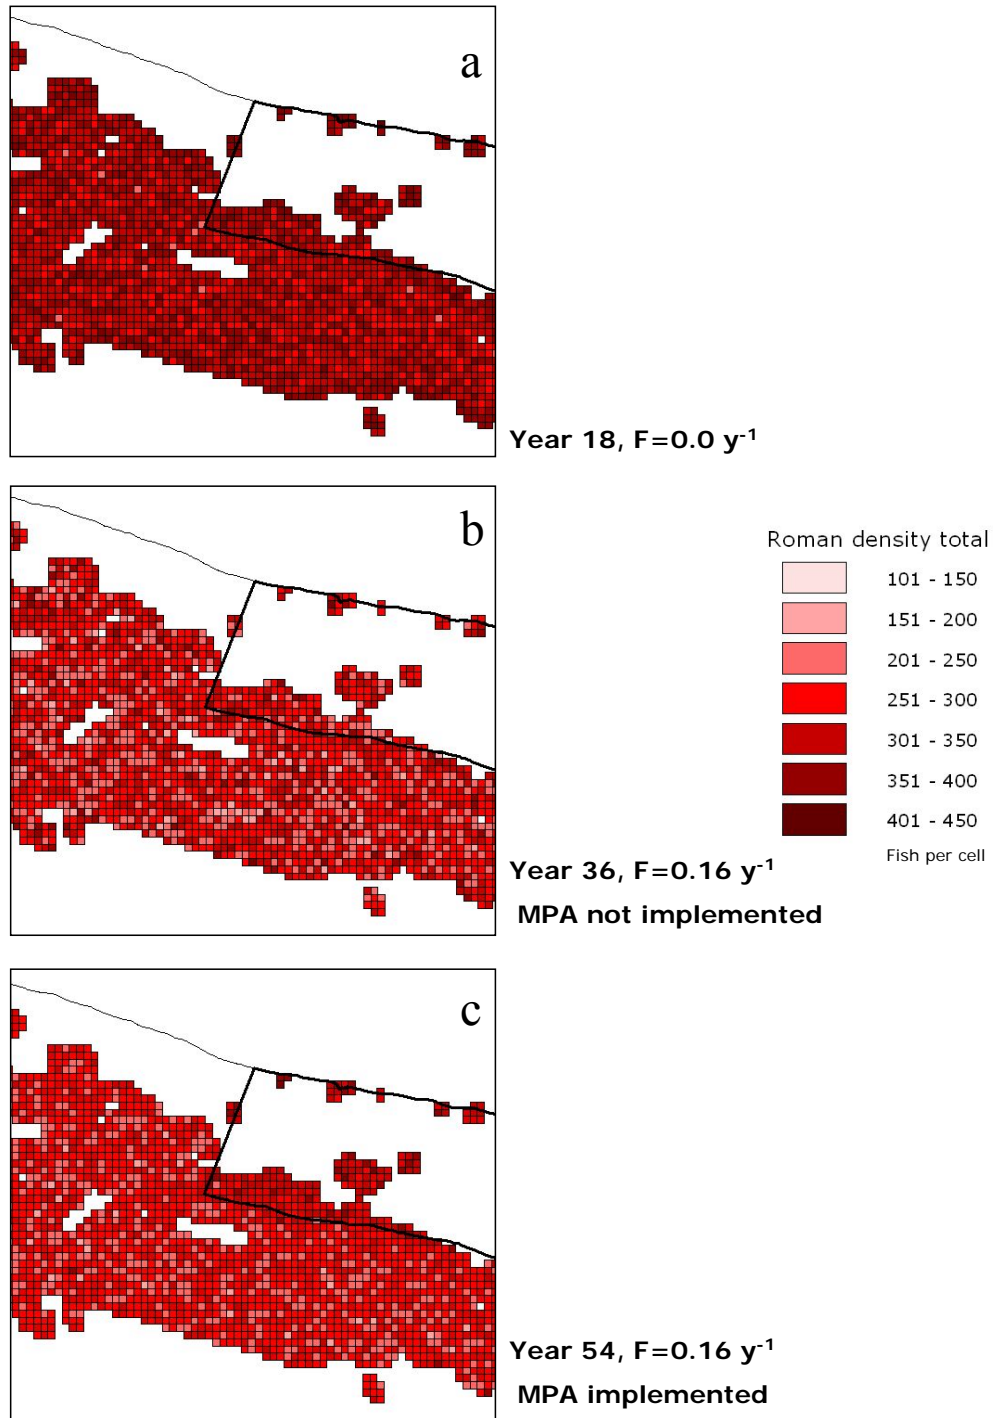 a
Year 18, F=0.0 y-1
b
Year 36, F=0.16 y-1
MPA not implemented
Roman density total
101 - 150
151 - 200
201 - 250
251 - 300
301 - 350
351 - 400
401 - 450
Fish per cell
c
Year 54, F=0.16 y-1
MPA implemented